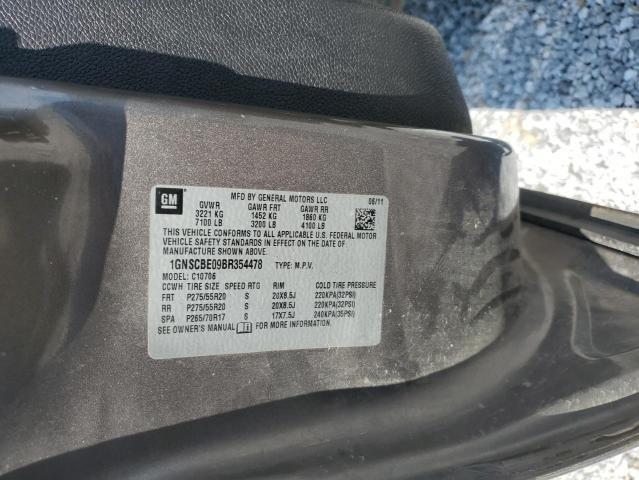 GM
MFD BY GENERAL MOTORS LLC 06/11
GVWR GAWR FRT GAWR RR
3221 KG 1452 KG 1860 KG
7100 LB 3200 LB 4100 LB
THIS VEHICLE CONFORMS TO ALL APPLICABLE U.S. FEDERAL MOTOR
VEHICLE SAFETY STANDARDS IN EFFECT ON THE DATE OF
MANUFACTURE SHOWN ABOVE.
1GNSCBE09BR354478 TYPE: M.P.V.
MODEL: C10706
CCWH TIRE SIZE SPEED RTG RIM COLD TIRE PRESSURE
FRT P275/55R20 S 20X8.5J 220KPA(32PSI)
RR P275/55R20 S 20X8.5J 220KPA(32PSI)
SPA P265/70R17 S 17X7.5J 240KPA(35PSI)
SEE OWNER'S MANUAL FOR MORE INFORMATION.